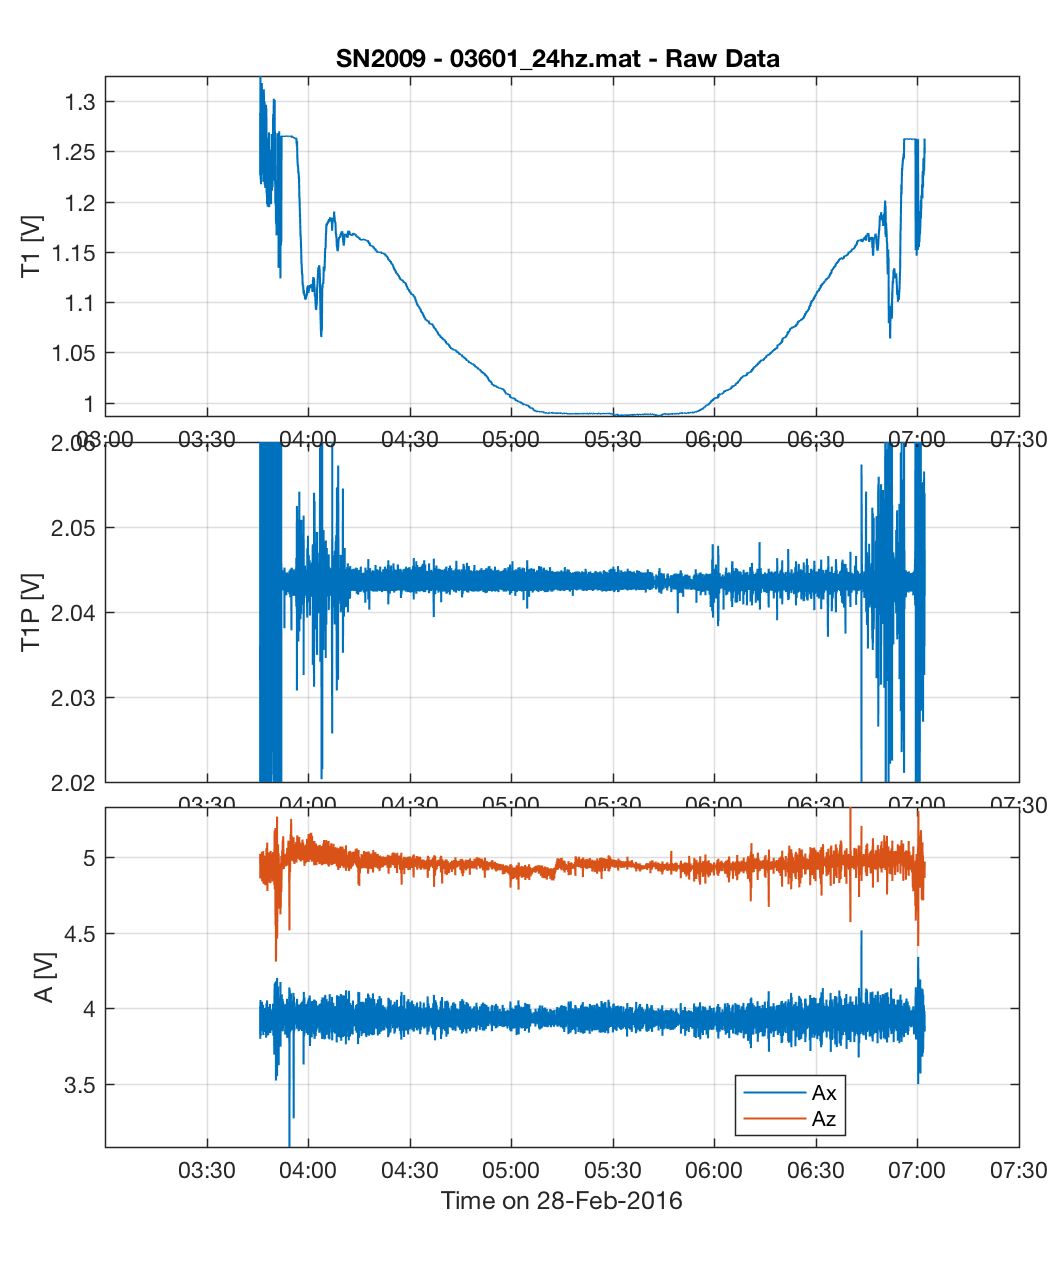 SN2009 - 03601_24hz.mat - Raw Data
1.3
1.25
1.2
1.15
1.1
1.05
1
T1 [V]
03:00 03:30 04:00 04:30 05:00 05:30 06:00 06:30 07:00 07:30
2.06
2.05
2.04
2.03
2.02
T1P [V]
03:30 04:00 04:30 05:00 05:30 06:00 06:30 07:00 07:30
5
4.5
4
3.5
A [V]
Ax
Az
03:30 04:00 04:30 05:00 05:30 06:00 06:30 07:00 07:30
Time on 28-Feb-2016